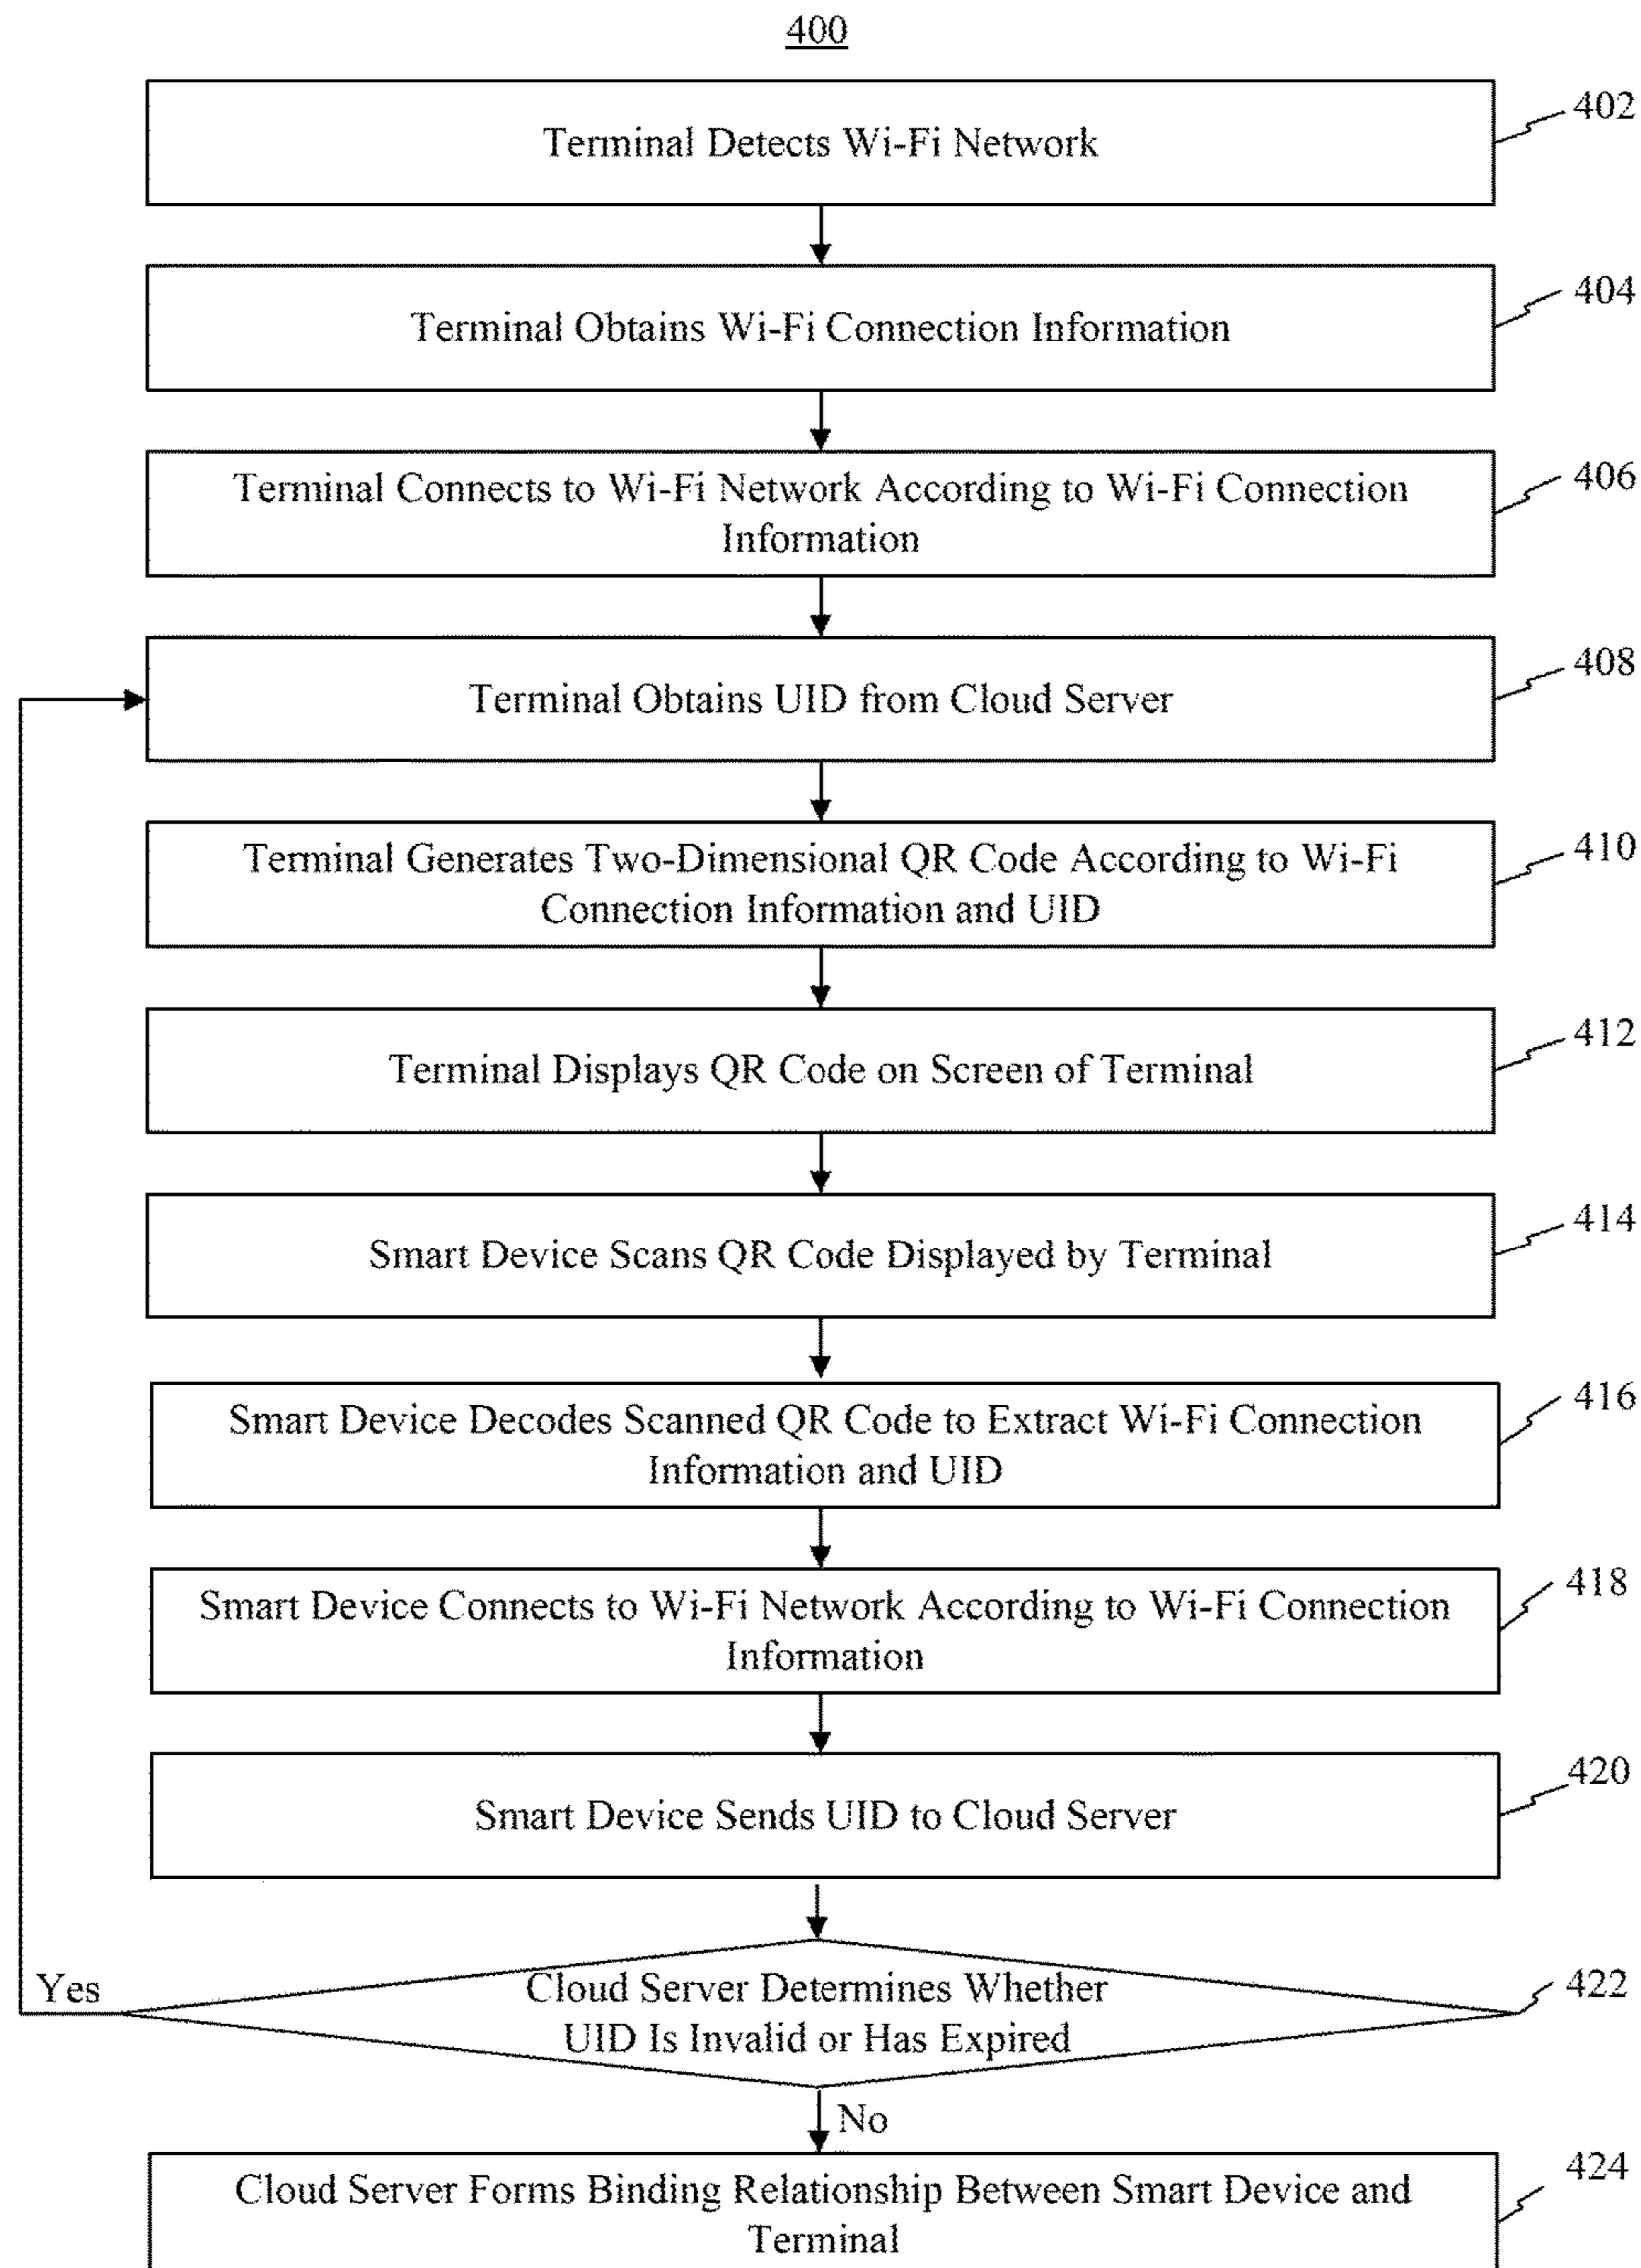 400
Terminal Detects Wi-Fi Network
402
Terminal Obtains Wi-Fi Connection Information
404
Terminal Connects to Wi-Fi Network According to Wi-Fi Connection
Information
406
Terminal Obtains UID from Cloud Server
408
Terminal Generates Two-Dimensional QR Code According to Wi-Fi
Connection Information and UID
410
Terminal Displays QR Code on Screen of Terminal
412
Smart Device Scans QR Code Displayed by Terminal
414
Smart Device Decodes Scanned QR Code to Extract Wi-Fi Connection
Information and UID
416
Smart Device Connects to Wi-Fi Network According to Wi-Fi Connection
Information
418
Smart Device Sends UID to Cloud Server
420
Yes
Cloud Server Determines Whether
UID Is Invalid or Has Expired
422
No
Cloud Server Forms Binding Relationship Between Smart Device and
Terminal
424